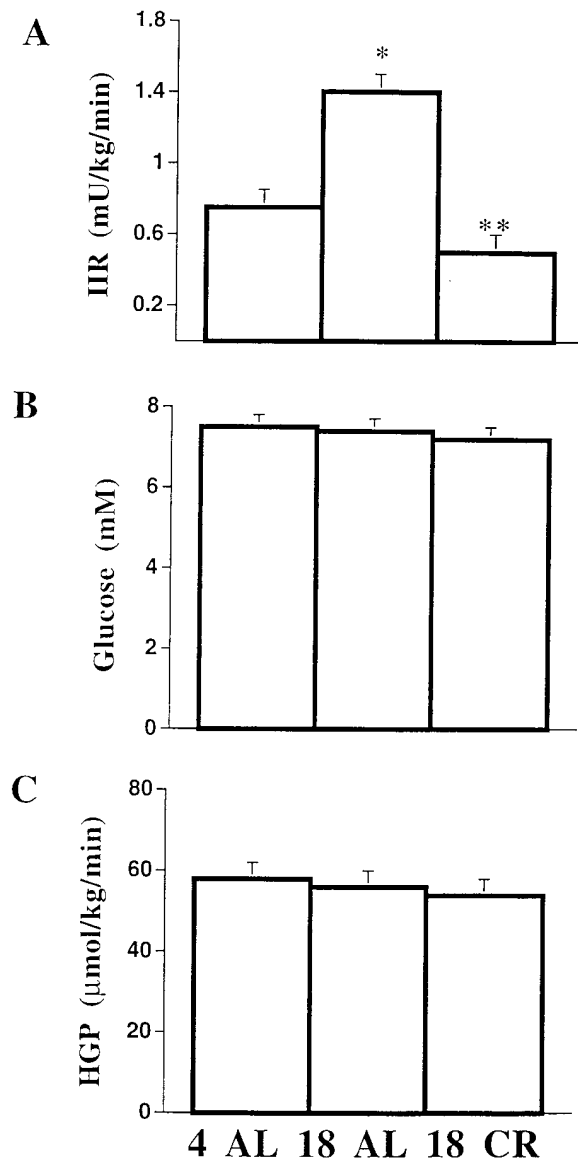 A
IIR (mU/kg/min)
1.8
1.4
1
0.6
0.2
*
**
B
Glucose (mM)
8
6
4
2
0
C
HGP (μmol/kg/min)
80
60
40
20
0
4 AL 18 AL 18 CR